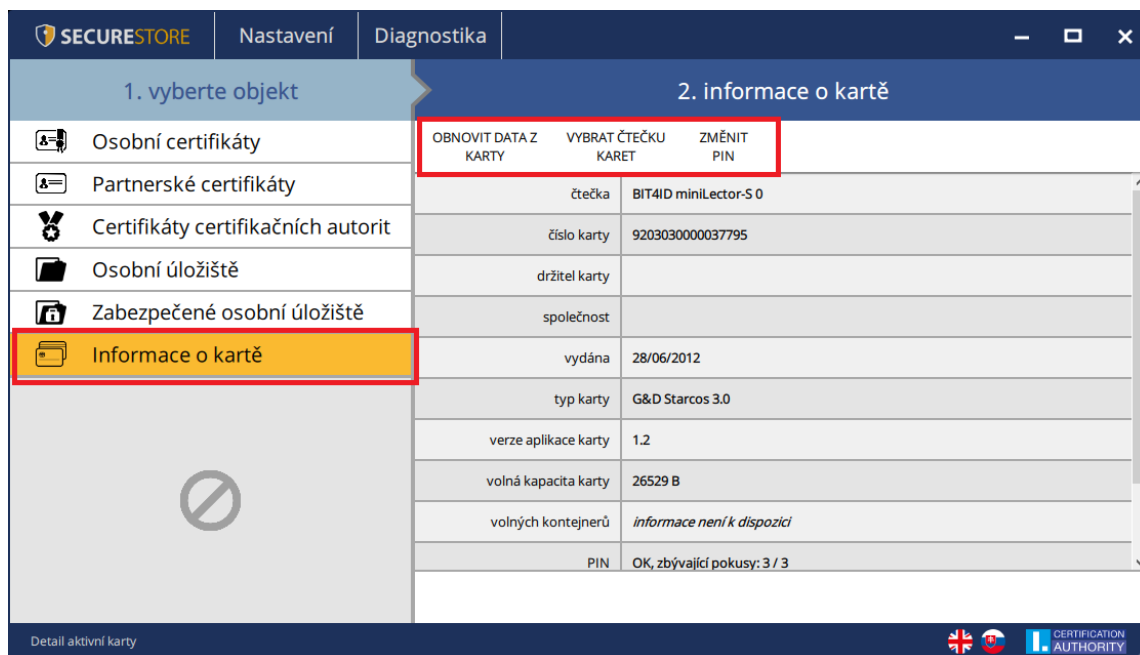 SECURESTORE Nastavení Diagnostika
1. vyberte objekt
2. informace o kartě
Osobní certifikáty
Partnerské certifikáty
Certifikáty certifikačních autorit
Osobní úložiště
Zabezpečené osobní úložiště
Informace o kartě
OBNOVIT DATA Z KARTY
VYBRAT ČTEČKU KARET
ZMĚNIT PIN
čtečka BIT4ID miniLector-S 0
číslo karty 9203030000037795
držitel karty
společnost
vydána 28/06/2012
typ karty G&D Starcos 3.0
verze aplikace karty 1.2
volná kapacita karty 26529 B
volných kontejnerů informace není k dispozici
PIN OK, zbývající pokusy: 3 / 3
Detail aktivní karty
I. CERTIFICATION
AUTHORITY